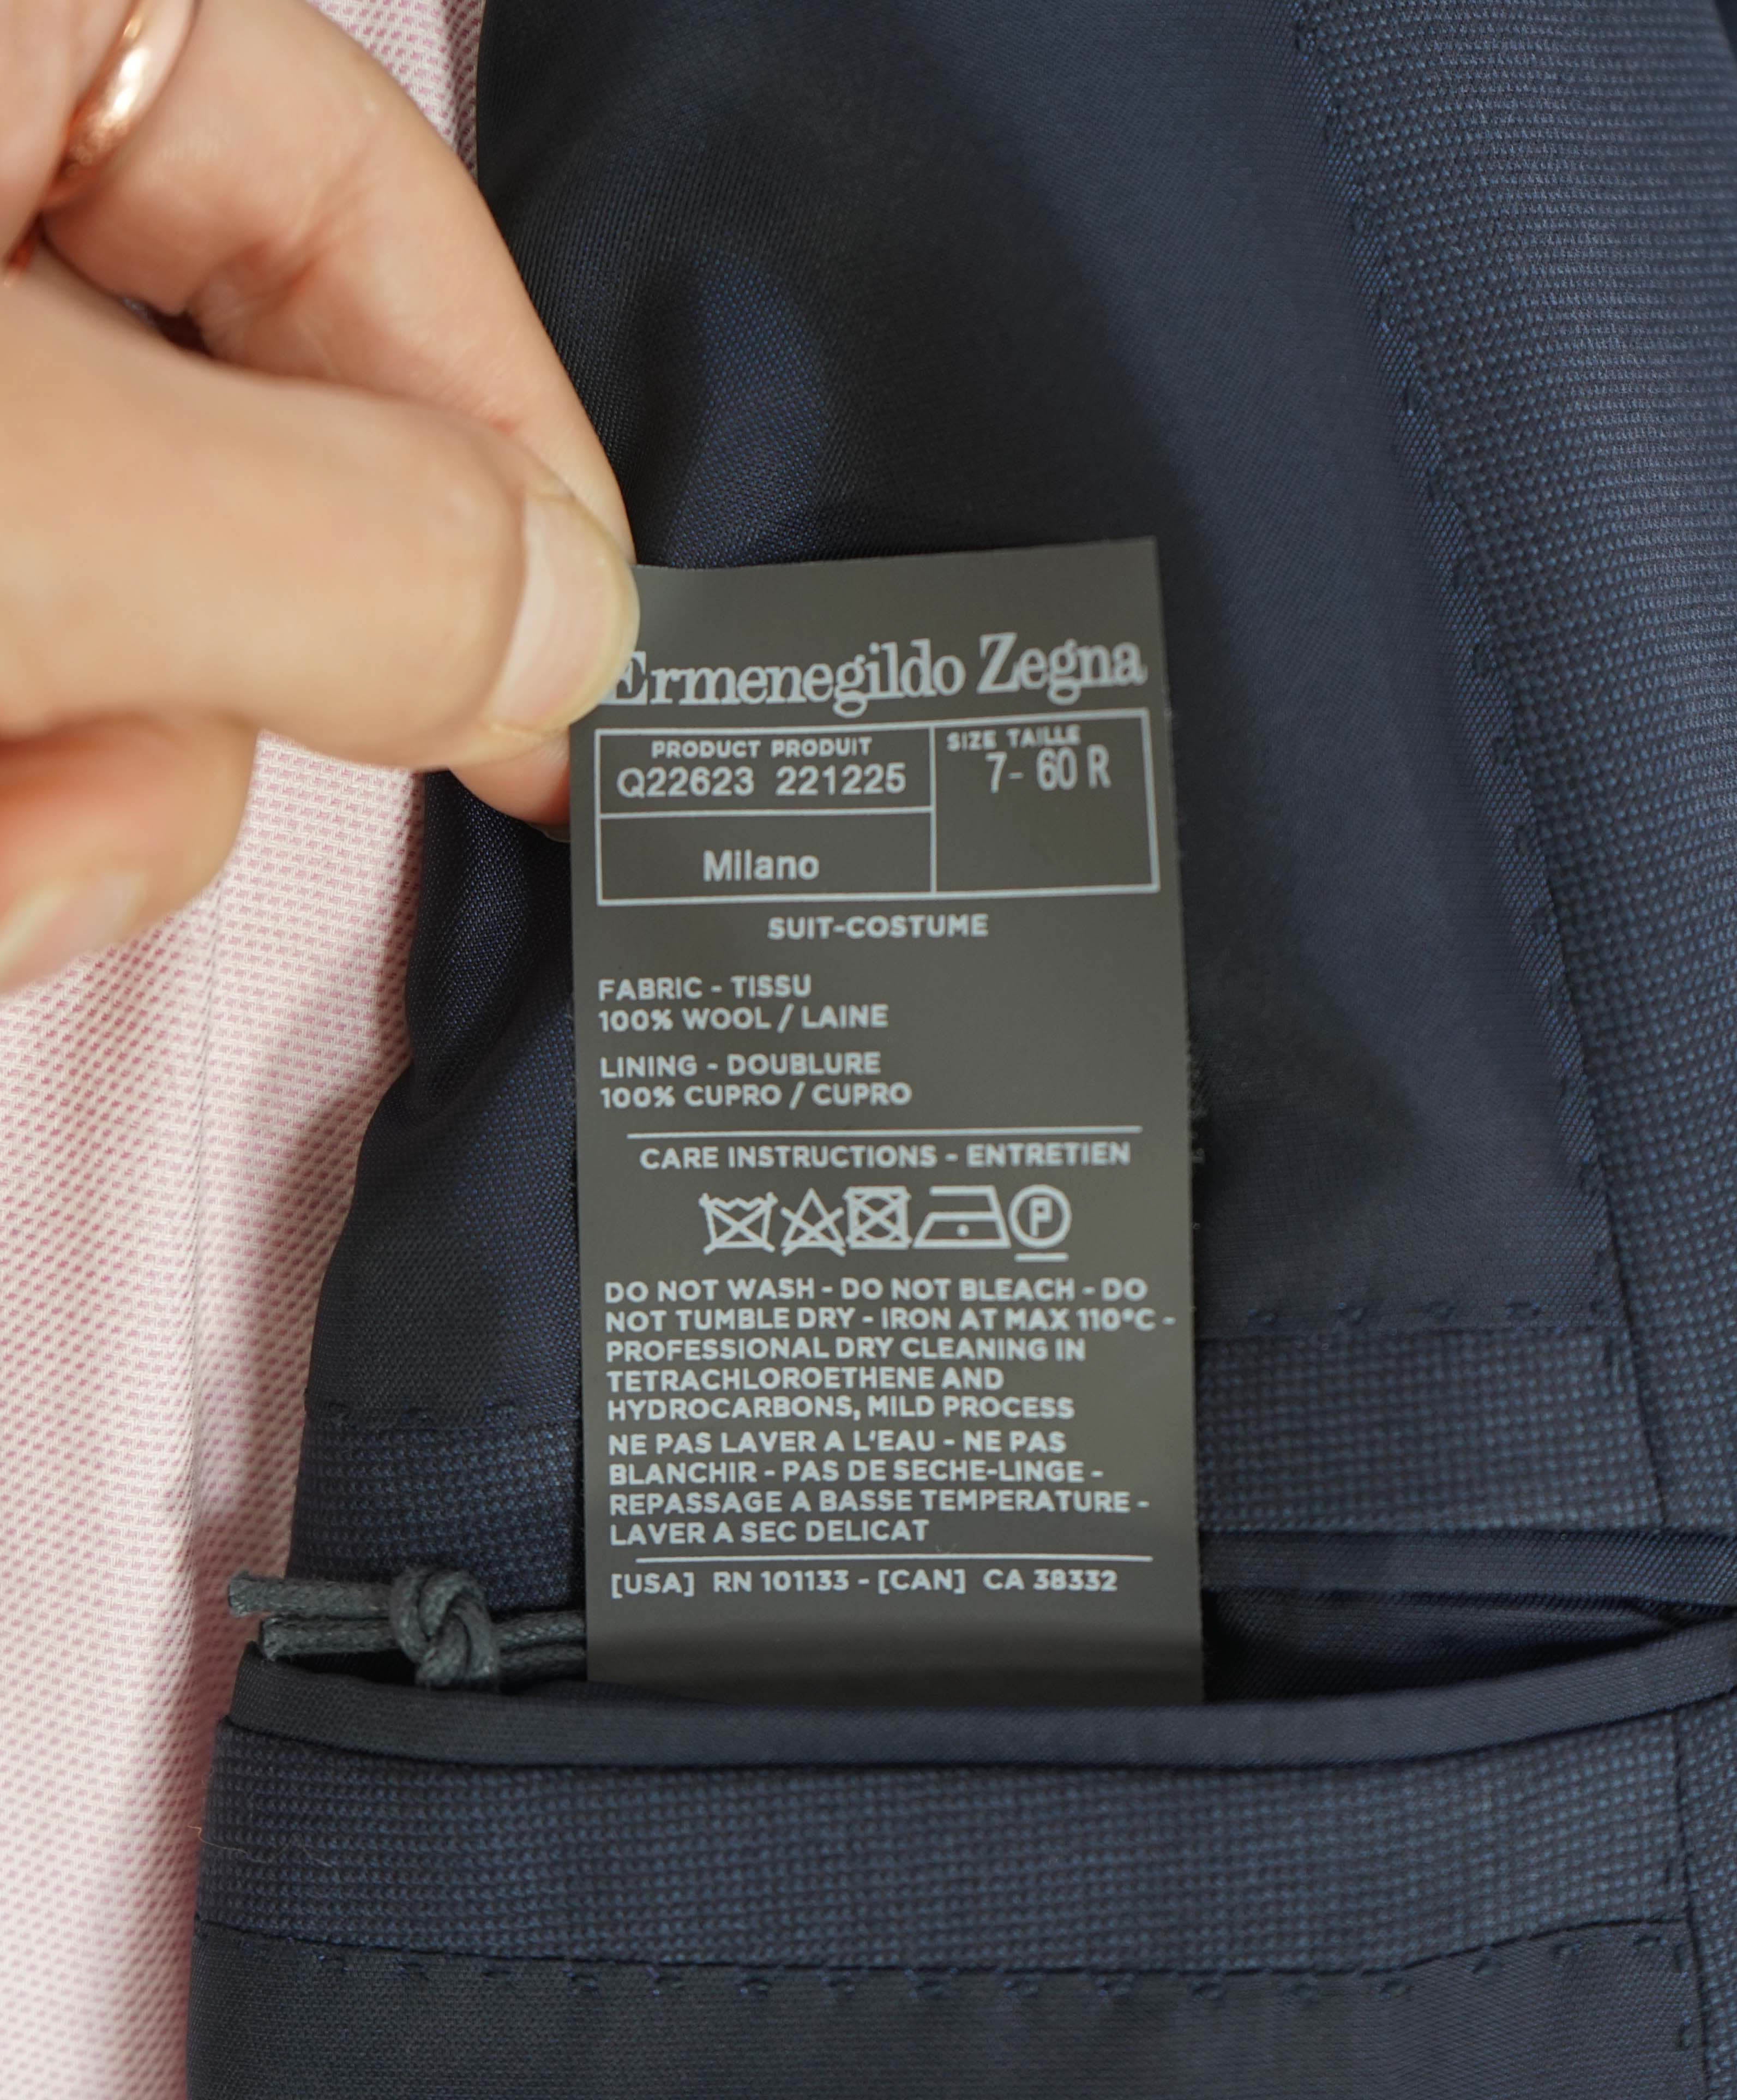 Ermenegildo Zegna
PRODUCT PRODUIT
Q22623 221225
SIZE TAILLE
7- 60 R
Milano
SUIT-COSTUME
FABRIC - TISSU
100% WOOL / LAINE
LINING - DOUBLURE
100% CUPRO / CUPRO
CARE INSTRUCTIONS - ENTRETIEN
P
DO NOT WASH - DO NOT BLEACH - DO
NOT TUMBLE DRY - IRON AT MAX 110°C -
PROFESSIONAL DRY CLEANING IN
TETRACHLOROETHENE AND
HYDROCARBONS, MILD PROCESS
NE PAS LAVER A L'EAU - NE PAS
BLANCHIR - PAS DE SECHE-LINGE -
REPASSAGE A BASSE TEMPERATURE -
LAVER A SEC DELICAT
[USA] RN 101133 - [CAN] CA 38332